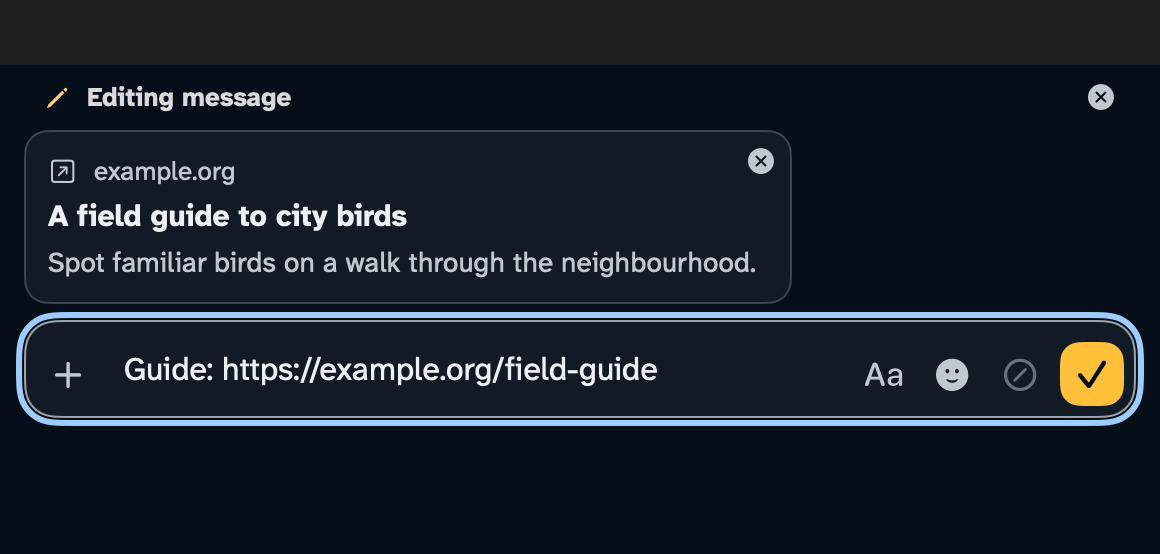 Editing message
example.org
A field guide to city birds
Spot familiar birds on a walk through the neighbourhood.
Guide: https://example.org/field-guide
Aa